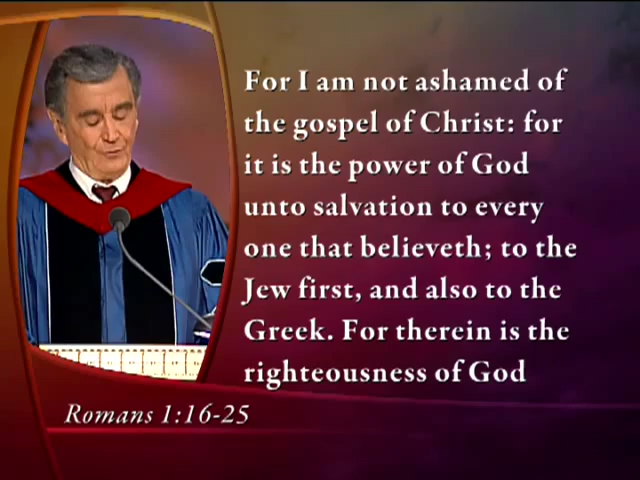 For I am not ashamed of
the gospel of Christ: for
it is the power of God
unto salvation to every
one that believeth; to the
Jew first, and also to the
Greek. For therein is the
righteousness of God
Romans 1:16-25